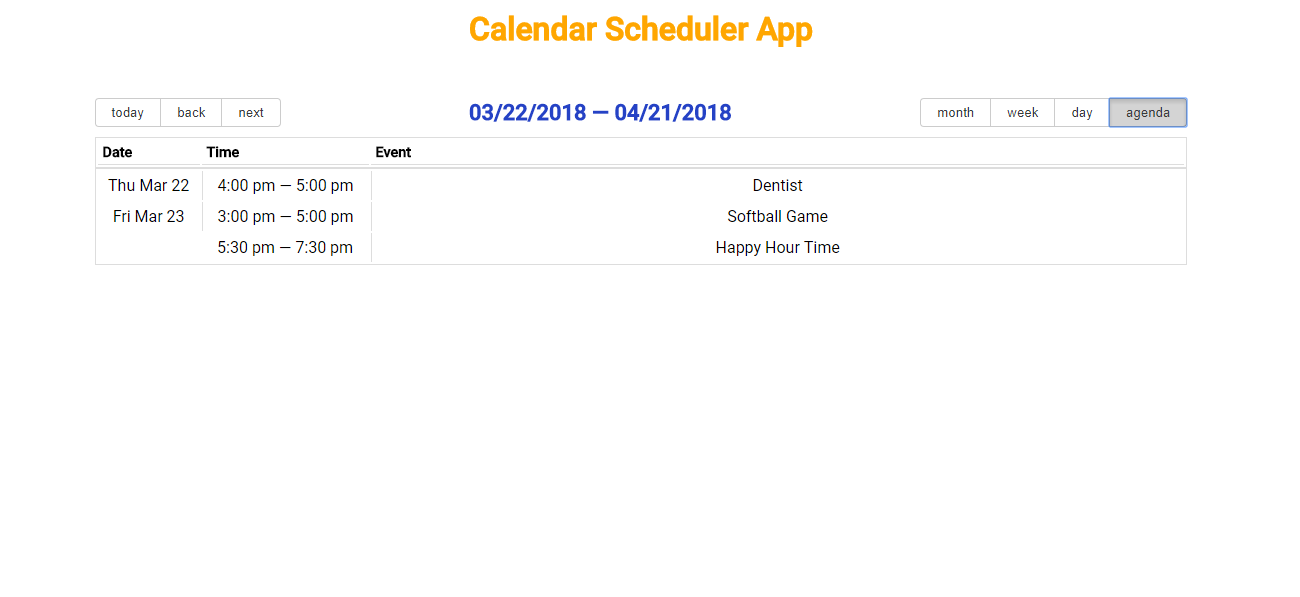 Calendar Scheduler App
today back next 03/22/2018 — 04/21/2018 month week day agenda
Date Time Event
Thu Mar 22 4:00 pm — 5:00 pm Dentist
Fri Mar 23 3:00 pm — 5:00 pm Softball Game
5:30 pm — 7:30 pm Happy Hour Time